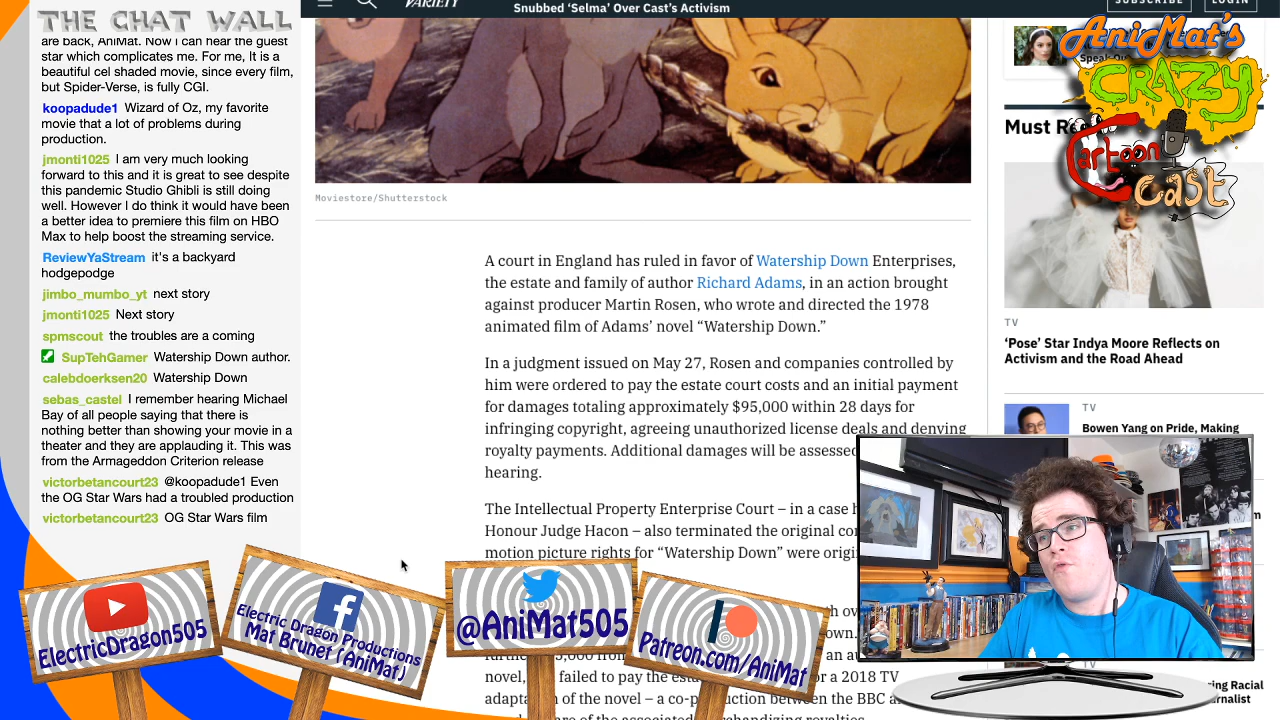 THE CHAT WALL
are back, AniMat. Now I can hear the guest
star which complicates me. For me, It is a
beautiful cel shaded movie, since every film,
but Spider-Verse, is fully CGI.
koopadude1 Wizard of Oz, my favorite
movie that a lot of problems during
production.
jmonti1025 I am very much looking
forward to this and it is great to see despite
this pandemic Studio Ghibli is still doing
well. However I do think it would have been
a better idea to premiere this film on HBO
Max to help boost the streaming service.
ReviewYaStream it's a backyard
hodgepodge
jimbo_mumbo_yt next story
jmonti1025 Next story
spmscout the troubles are a coming
SupTehGamer Watership Down author.
calebdoerksen20 Watership Down
sebas_castel I remember hearing Michael
Bay of all people saying that there is
nothing better than showing your movie in a
theater and they are applauding it. This was
from the Armageddon Criterion release
victorbetancourt23 @koopadude1 Even
the OG Star Wars had a troubled production
victorbetancourt23 OG Star Wars film
VARIETY
Snubbed ‘Selma’ Over Cast’s Activism
SUBSCRIBE
LOGIN
Moviestore/Shutterstock
A court in England has ruled in favor of Watership Down Enterprises,
the estate and family of author Richard Adams, in an action brought
against producer Martin Rosen, who wrote and directed the 1978
animated film of Adams’ novel “Watership Down.”
In a judgment issued on May 27, Rosen and companies controlled by
him were ordered to pay the estate court costs and an initial payment
for damages totaling approximately $95,000 within 28 days for
infringing copyright, agreeing unauthorized license deals and denying
royalty payments. Additional damages will be assessed
hearing.
The Intellectual Property Enterprise Court – in a case
Honour Judge Hacon – also terminated the original
motion picture rights for “Watership Down” were
novel, failed to pay the for a 2018 TV
of the novel – a between the BBC
royalties
AniMat's
CRAZY
Cartoon
Cast
Must
TV
‘Pose’ Star Indya Moore Reflects on
Activism and the Road Ahead
TV
Bowen Yang on Pride, Making
TV
Racial
ElectricDragon505
Electric Dragon Productions
Mat Brunet (AniMat)
@AniMat505
Patreon.com/AniMat